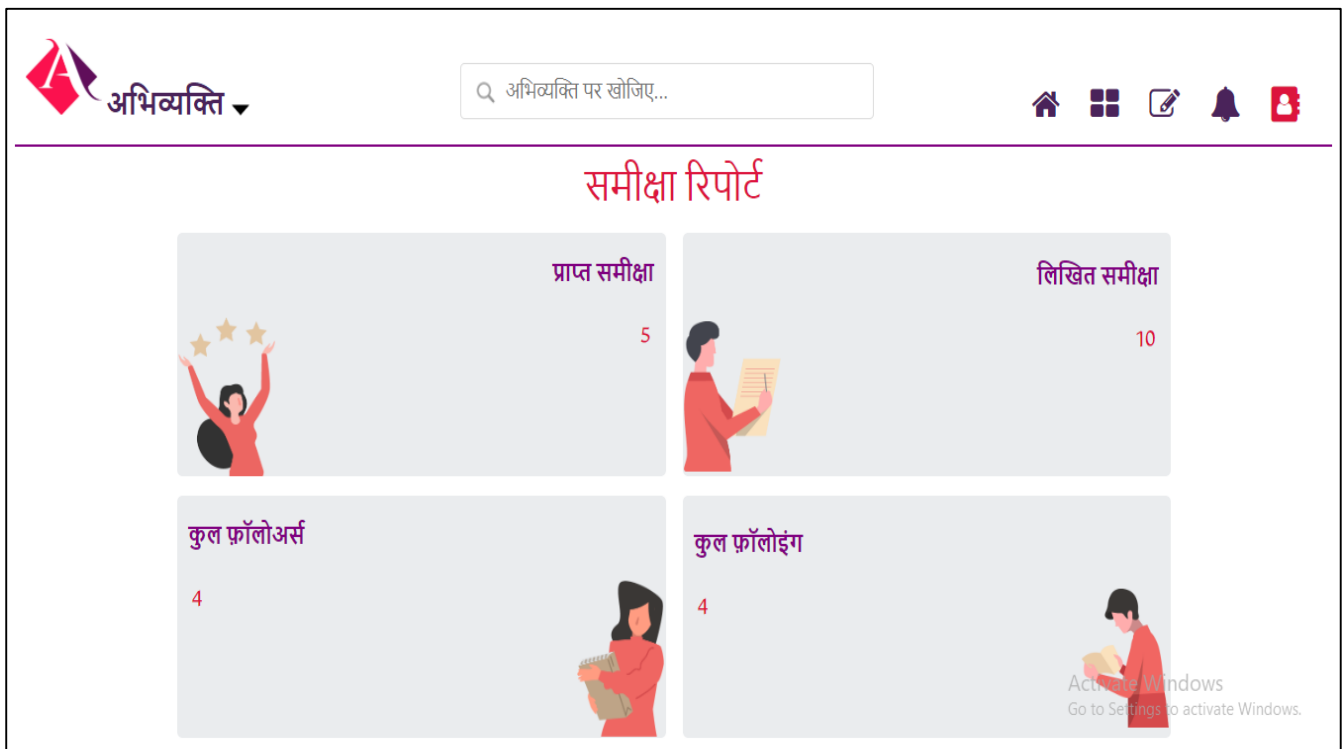 अभिव्यक्ति
अभिव्यक्ति पर खोजिए...
समीक्षा रिपोर्ट
प्राप्त समीक्षा
5
लिखित समीक्षा
10
कुल फ़ॉलोअर्स
4
कुल फ़ॉलोइंग
4
Activate Windows
Go to Settings to activate Windows.